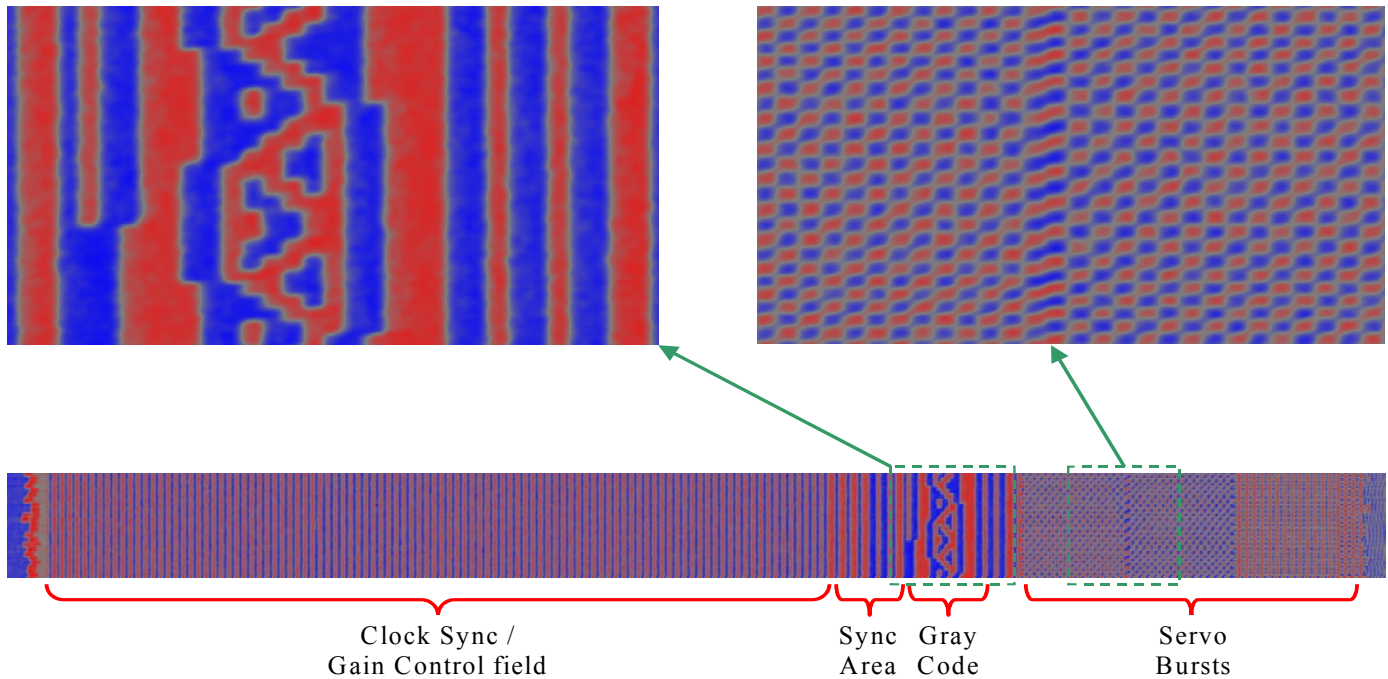 Clock Sync /
Gain Control field
Sync
Area
Gray
Code
Servo
Bursts